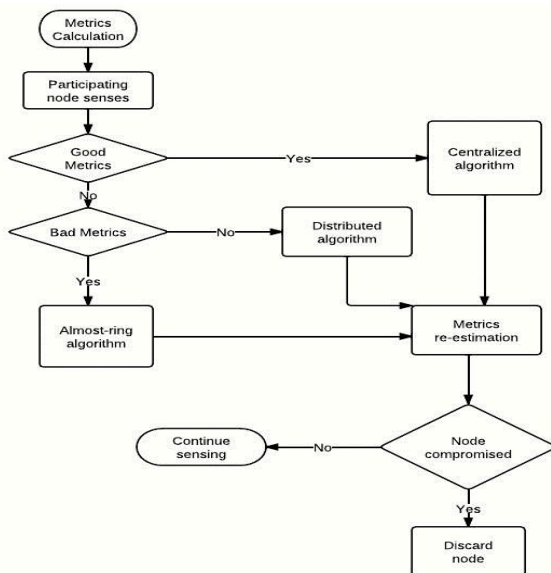 Metrics
Calculation
Participating
node senses
Good
Metrics
Yes
Centralized
algorithm
No
Bad Metrics
No
Distributed
algorithm
Yes
Almost-ring
algorithm
Metrics
re-estimation
Continue
sensing
No
Node
compromised
Yes
Discard
node